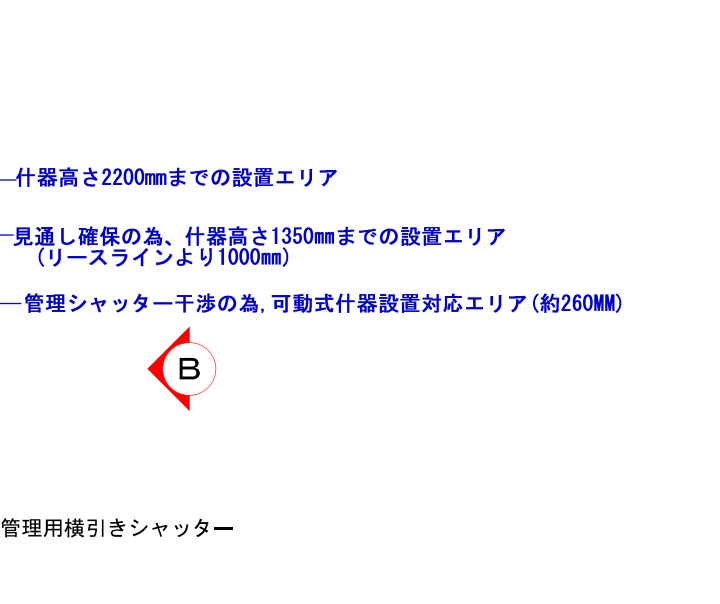 什器高さ2200mmまでの設置エリア
見通し確保の為、什器高さ1350mmまでの設置エリア
(リースラインより1000mm)
管理シャッター干渉の為,可動式什器設置対応エリア(約260MM)
B
管理用横引きシャッター